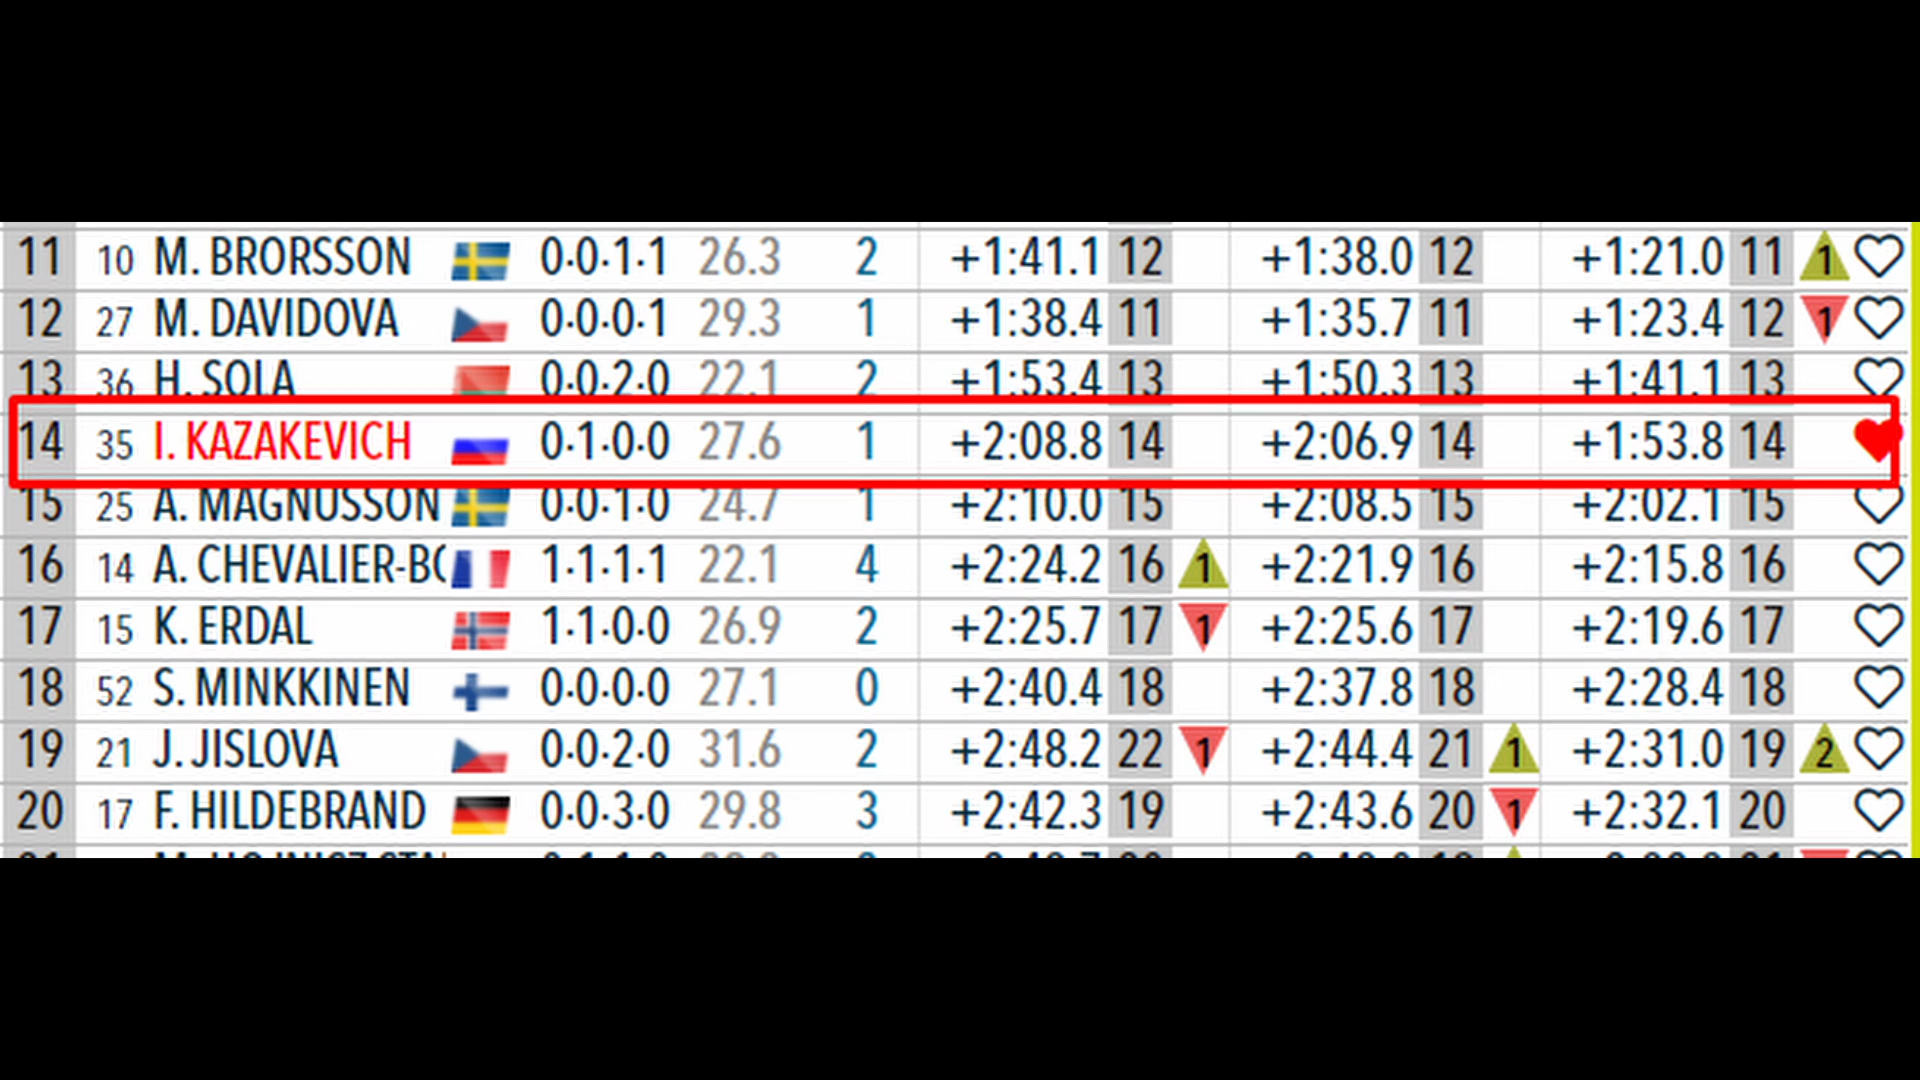 11 10 M. BRORSSON 0·0·1·1 26.3 2 +1:41.1 12 +1:38.0 12 +1:21.0 11 1
12 27 M. DAVIDOVA 0·0·0·1 29.3 1 +1:38.4 11 +1:35.7 11 +1:23.4 12 1
13 36 H. SOLA 0·0·2·0 22.1 2 +1:53.4 13 +1:50.3 13 +1:41.1 13
14 35 I. KAZAKEVICH 0·1·0·0 27.6 1 +2:08.8 14 +2:06.9 14 +1:53.8 14
15 25 A. MAGNUSSON 0·0·1·0 24.7 1 +2:10.0 15 +2:08.5 15 +2:02.1 15
16 14 A. CHEVALIER-BO 1·1·1·1 22.1 4 +2:24.2 16 1 +2:21.9 16 +2:15.8 16
17 15 K. ERDAL 1·1·0·0 26.9 2 +2:25.7 17 1 +2:25.6 17 +2:19.6 17
18 52 S. MINKKINEN 0·0·0·0 27.1 0 +2:40.4 18 +2:37.8 18 +2:28.4 18
19 21 J. JISLOVA 0·0·2·0 31.6 2 +2:48.2 22 1 +2:44.4 21 1 +2:31.0 19 2
20 17 F. HILDEBRAND 0·0·3·0 29.8 3 +2:42.3 19 +2:43.6 20 1 +2:32.1 20